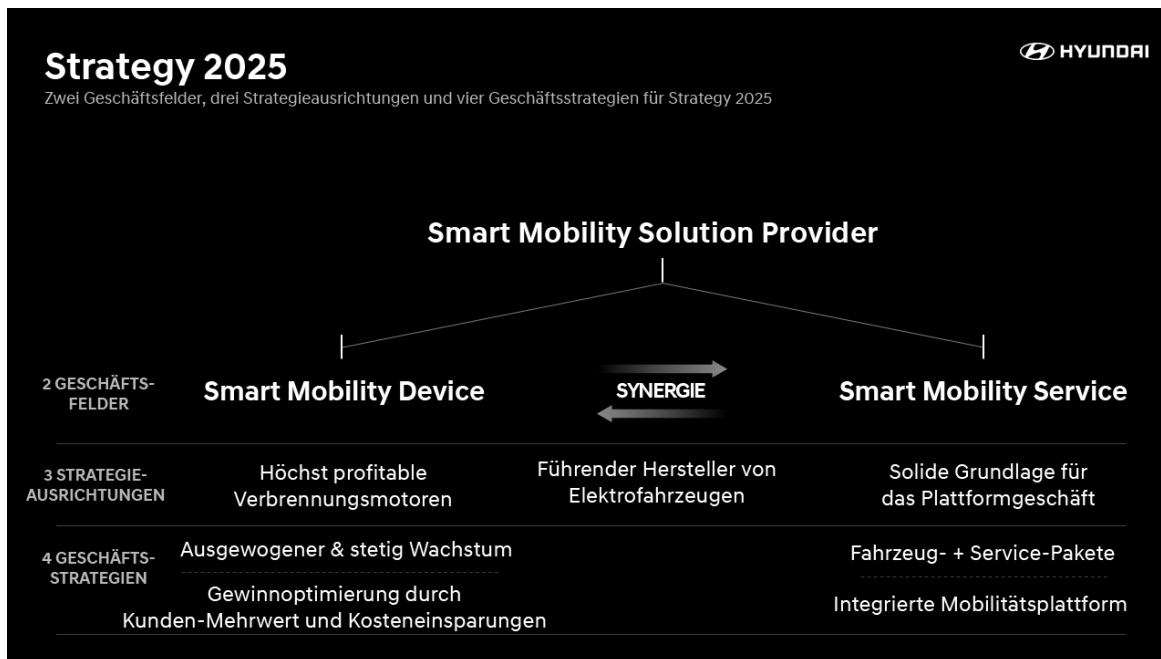 Strategy 2025
HYUNDAI
Zwei Geschäftsfelder, drei Strategieausrichtungen und vier Geschäftsstrategien für Strategy 2025
Smart Mobility Solution Provider
2 GESCHÄFTS-
FELDER
Smart Mobility Device
SYNERGIE
Smart Mobility Service
3 STRATEGIE-
AUSRICHTUNGEN
Höchst profitable
Verbrennungsmotoren
Führender Hersteller von
Elektrofahrzeugen
Solide Grundlage für
das Plattformgeschäft
4 GESCHÄFTS-
STRATEGIEN
Ausgewogener & stetig Wachstum
Gewinnoptimierung durch
Kunden-Mehrwert und Kosteneinsparungen
Fahrzeug- + Service-Pakete
Integrierte Mobilitätsplattform